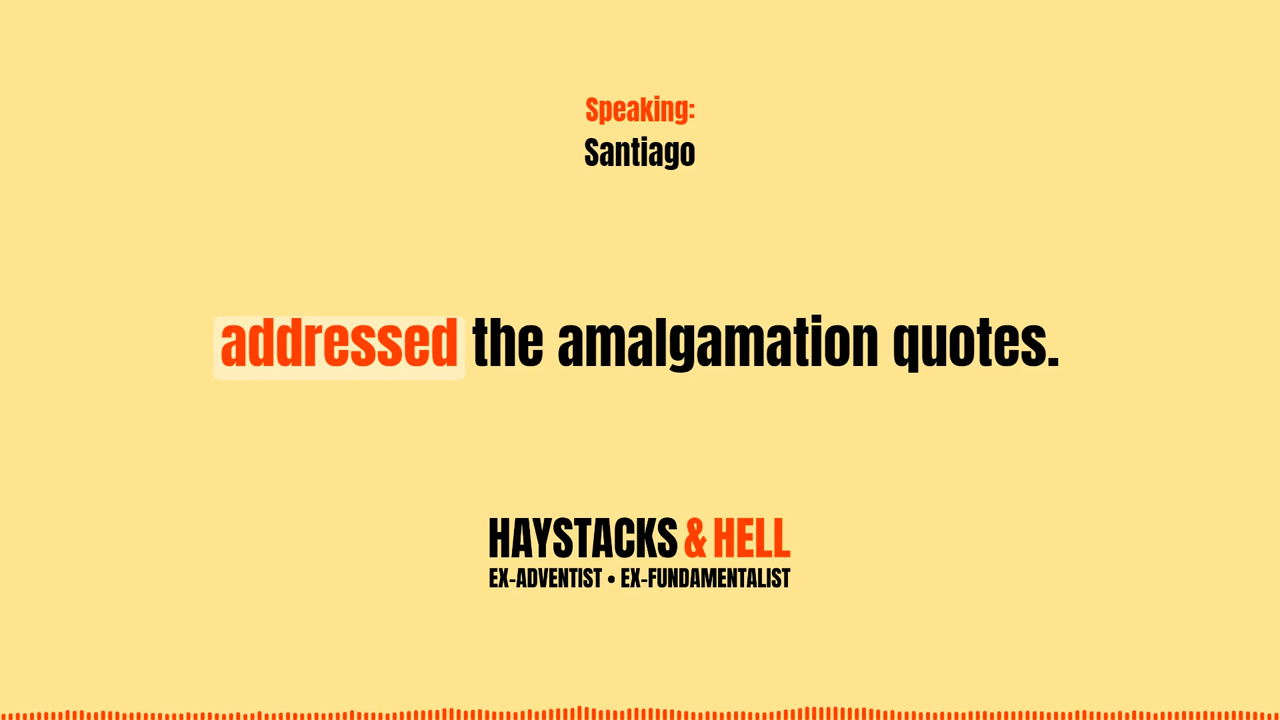 Speaking:
Santiago
addressed the amalgamation quotes.
HAYSTACKS & HELL
EX-ADVENTIST • EX-FUNDAMENTALIST